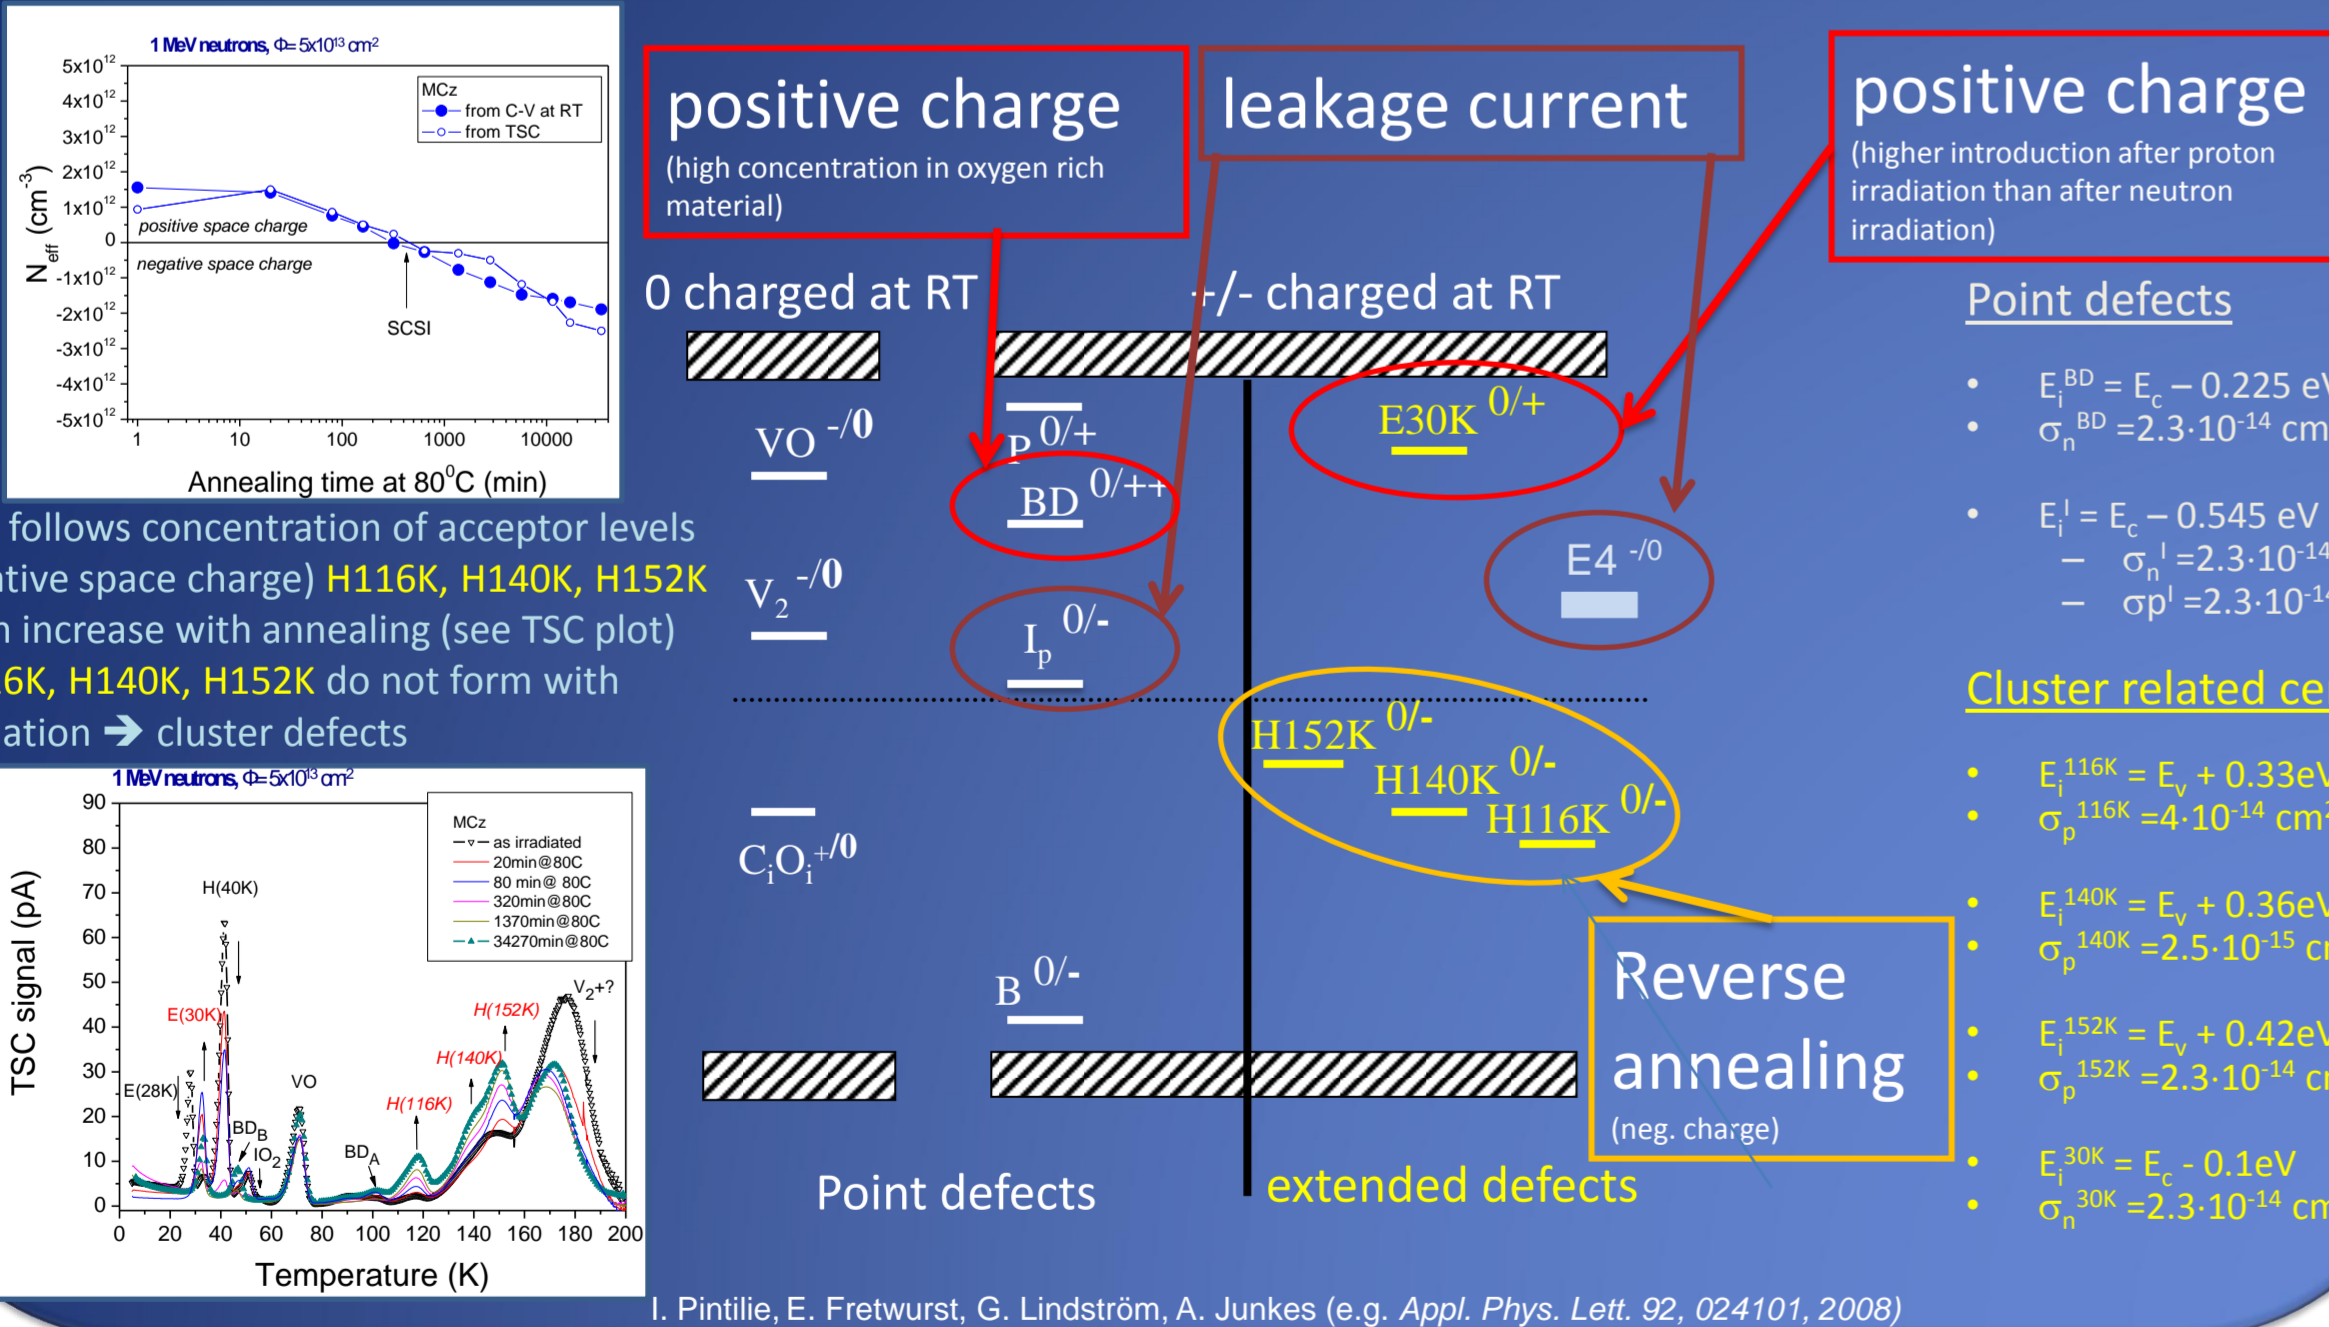 1 MeV neutrons, Φ= 5x10¹³ cm²
5x10¹²
4x10¹²
3x10¹²
2x10¹²
1x10¹²
0
-1x10¹²
-2x10¹²
-3x10¹²
-4x10¹²
-5x10¹²
N_eff (cm⁻³)
MCz
from C-V at RT
from TSC
positive space charge
negative space charge
SCSI
1 10 100 1000 10000
Annealing time at 80⁰C (min)
follows concentration of acceptor levels
tive space charge) H116K, H140K, H152K
increase with annealing (see TSC plot)
6K, H140K, H152K do not form with
ation ➔ cluster defects
1 MeV neutrons, Φ= 5x10¹³ cm²
90
80
70
60
50
40
30
20
10
0
TSC signal (pA)
MCz
as irradiated
20min@80C
80 min@ 80C
320min@80C
1370min@80C
34270min@80C
H(40K)
E(30K)
E(28K)
BD_B
IO₂
VO
BD_A
H(116K)
H(140K)
H(152K)
V₂+?
0 20 40 60 80 100 120 140 160 180 200
Temperature (K)
positive charge
(high concentration in oxygen rich
material)
leakage current
positive charge
(higher introduction after proton
irradiation than after neutron
irradiation)
0 charged at RT
+/- charged at RT
VO -/0
P 0/+
BD 0/++
V₂ -/0
I_p 0/-
C_iO_i +/0
B 0/-
E30K 0/+
E4 -/0
H152K 0/-
H140K 0/-
H116K 0/-
Reverse
annealing
(neg. charge)
Point defects
extended defects
Point defects
• E_i^BD = E_c – 0.225 eV
• σ_n^BD =2.3·10⁻¹⁴ cm
• E_i^I = E_c – 0.545 eV
– σ_n^I =2.3·10⁻¹⁴
– σp^I =2.3·10⁻¹⁴
Cluster related ce
• E_i^116K = E_v + 0.33eV
• σ_p^116K =4·10⁻¹⁴ cm²
• E_i^140K = E_v + 0.36eV
• σ_p^140K =2.5·10⁻¹⁵ c
• E_i^152K = E_v + 0.42eV
• σ_p^152K =2.3·10⁻¹⁴ c
• E_i^30K = E_c - 0.1eV
• σ_n^30K =2.3·10⁻¹⁴ cm
I. Pintilie, E. Fretwurst, G. Lindström, A. Junkes (e.g. Appl. Phys. Lett. 92, 024101, 2008)